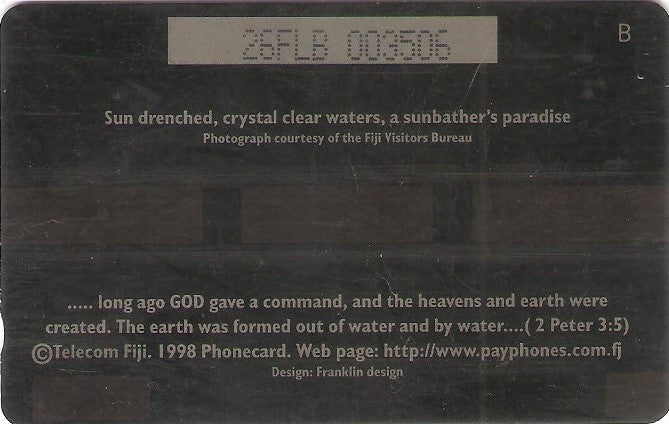 26FLB 003506
B
Sun drenched, crystal clear waters, a sunbather's paradise
Photograph courtesy of the Fiji Visitors Bureau
..... long ago GOD gave a command, and the heavens and earth were
created. The earth was formed out of water and by water....( 2 Peter 3:5)
©Telecom Fiji. 1998 Phonecard. Web page: http://www.payphones.com.fj
Design: Franklin design